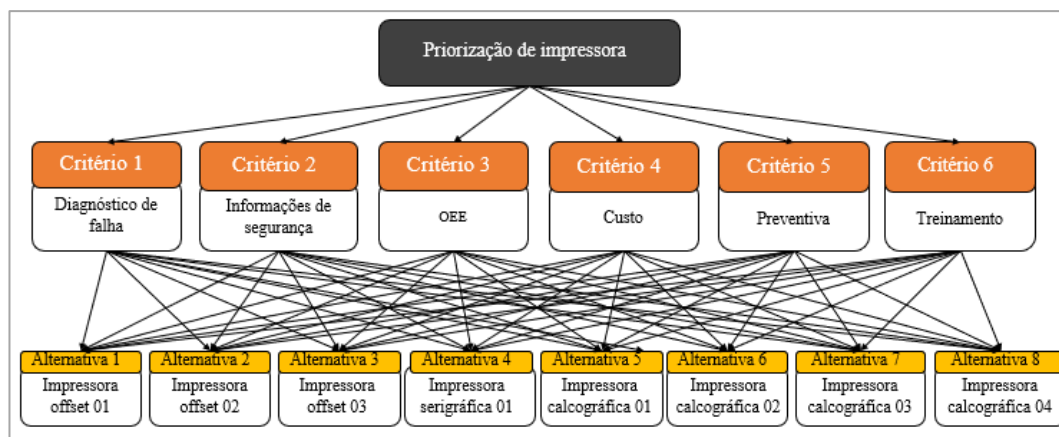 Priorização de impressora
Critério 1
Critério 2
Critério 3
Critério 4
Critério 5
Critério 6
Diagnóstico de
falha
Informações de
segurança
OEE
Custo
Preventiva
Treinamento
Alternativa 1
Alternativa 2
Alternativa 3
Alternativa 4
Alternativa 5
Alternativa 6
Alternativa 7
Alternativa 8
Impressora
offset 01
Impressora
offset 02
Impressora
offset 03
Impressora
serigráfica 01
Impressora
calcográfica 01
Impressora
calcográfica 02
Impressora
calcográfica 03
Impressora
calcográfica 04